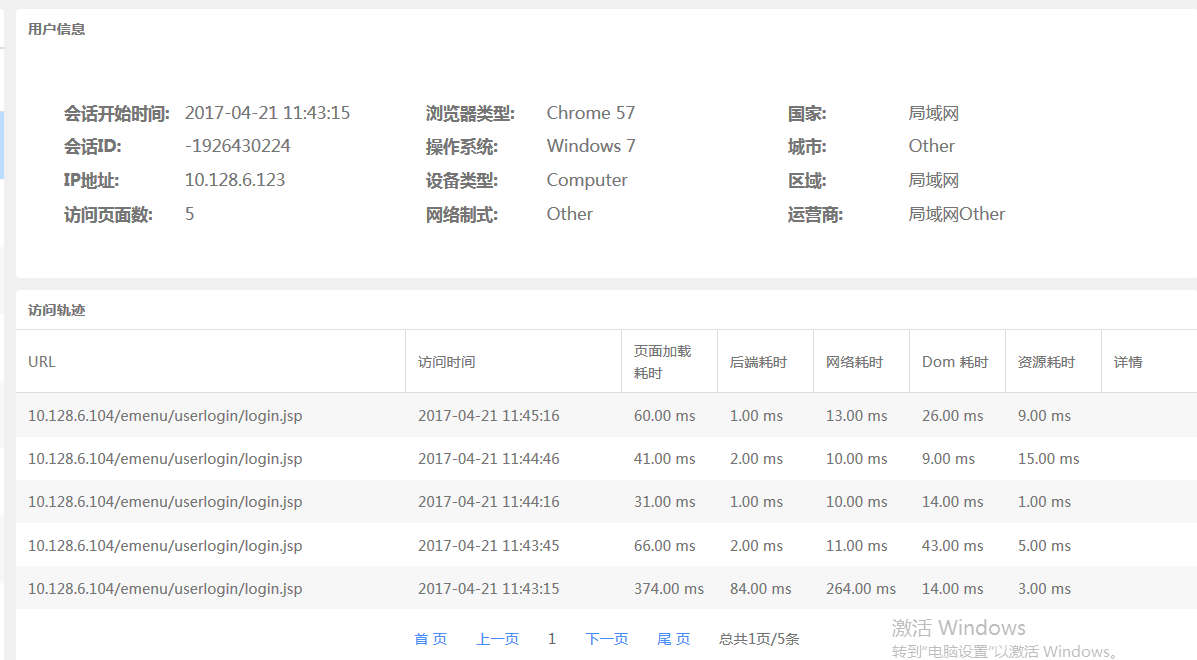 用户信息
会话开始时间: 2017-04-21 11:43:15 浏览器类型: Chrome 57 国家: 局域网
会话ID: -1926430224 操作系统: Windows 7 城市: Other
IP地址: 10.128.6.123 设备类型: Computer 区域: 局域网
访问页面数: 5 网络制式: Other 运营商: 局域网Other
访问轨迹
URL 访问时间 页面加载耗时 后端耗时 网络耗时 Dom 耗时 资源耗时 详情
10.128.6.104/emenu/userlogin/login.jsp 2017-04-21 11:45:16 60.00 ms 1.00 ms 13.00 ms 26.00 ms 9.00 ms
10.128.6.104/emenu/userlogin/login.jsp 2017-04-21 11:44:46 41.00 ms 2.00 ms 10.00 ms 9.00 ms 15.00 ms
10.128.6.104/emenu/userlogin/login.jsp 2017-04-21 11:44:16 31.00 ms 1.00 ms 10.00 ms 14.00 ms 1.00 ms
10.128.6.104/emenu/userlogin/login.jsp 2017-04-21 11:43:45 66.00 ms 2.00 ms 11.00 ms 43.00 ms 5.00 ms
10.128.6.104/emenu/userlogin/login.jsp 2017-04-21 11:43:15 374.00 ms 84.00 ms 264.00 ms 14.00 ms 3.00 ms
首 页 上一页 1 下一页 尾 页 总共1页/5条
激活 Windows
转到"电脑设置"以激活 Windows。